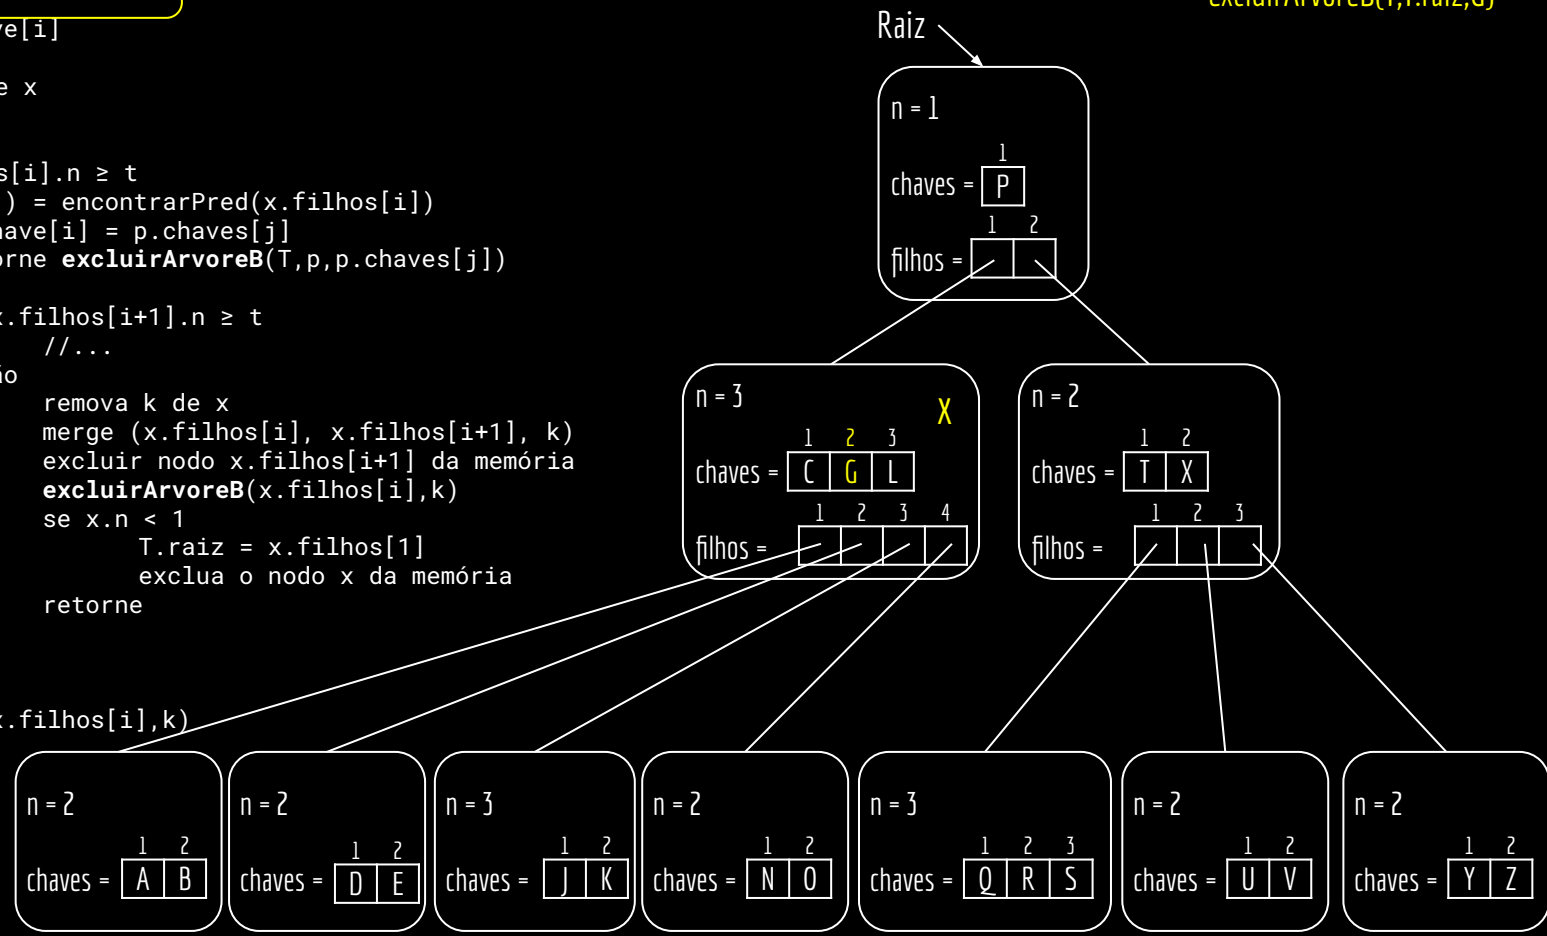 ve[i]
e x
s[i].n ≥ t
) = encontrarPred(x.filhos[i])
have[i] = p.chaves[j]
orne excluirArvoreB(T,p,p.chaves[j])
x.filhos[i+1].n ≥ t
//...
ão
remova k de x
merge (x.filhos[i], x.filhos[i+1], k)
excluir nodo x.filhos[i+1] da memória
excluirArvoreB(x.filhos[i],k)
se x.n < 1
T.raiz = x.filhos[1]
exclua o nodo x da memória
retorne
x.filhos[i],k)
excluirArvoreB(T,T.raiz,G)
Raiz
n = 1
1
chaves = P
1 2
filhos =
n = 3
X
1 2 3
chaves = C G L
1 2 3 4
filhos =
n = 2
1 2
chaves = T X
1 2 3
filhos =
n = 2
1 2
chaves = A B
n = 2
1 2
chaves = D E
n = 3
1 2
chaves = J K
n = 2
1 2
chaves = N O
n = 3
1 2 3
chaves = Q R S
n = 2
1 2
chaves = U V
n = 2
1 2
chaves = Y Z